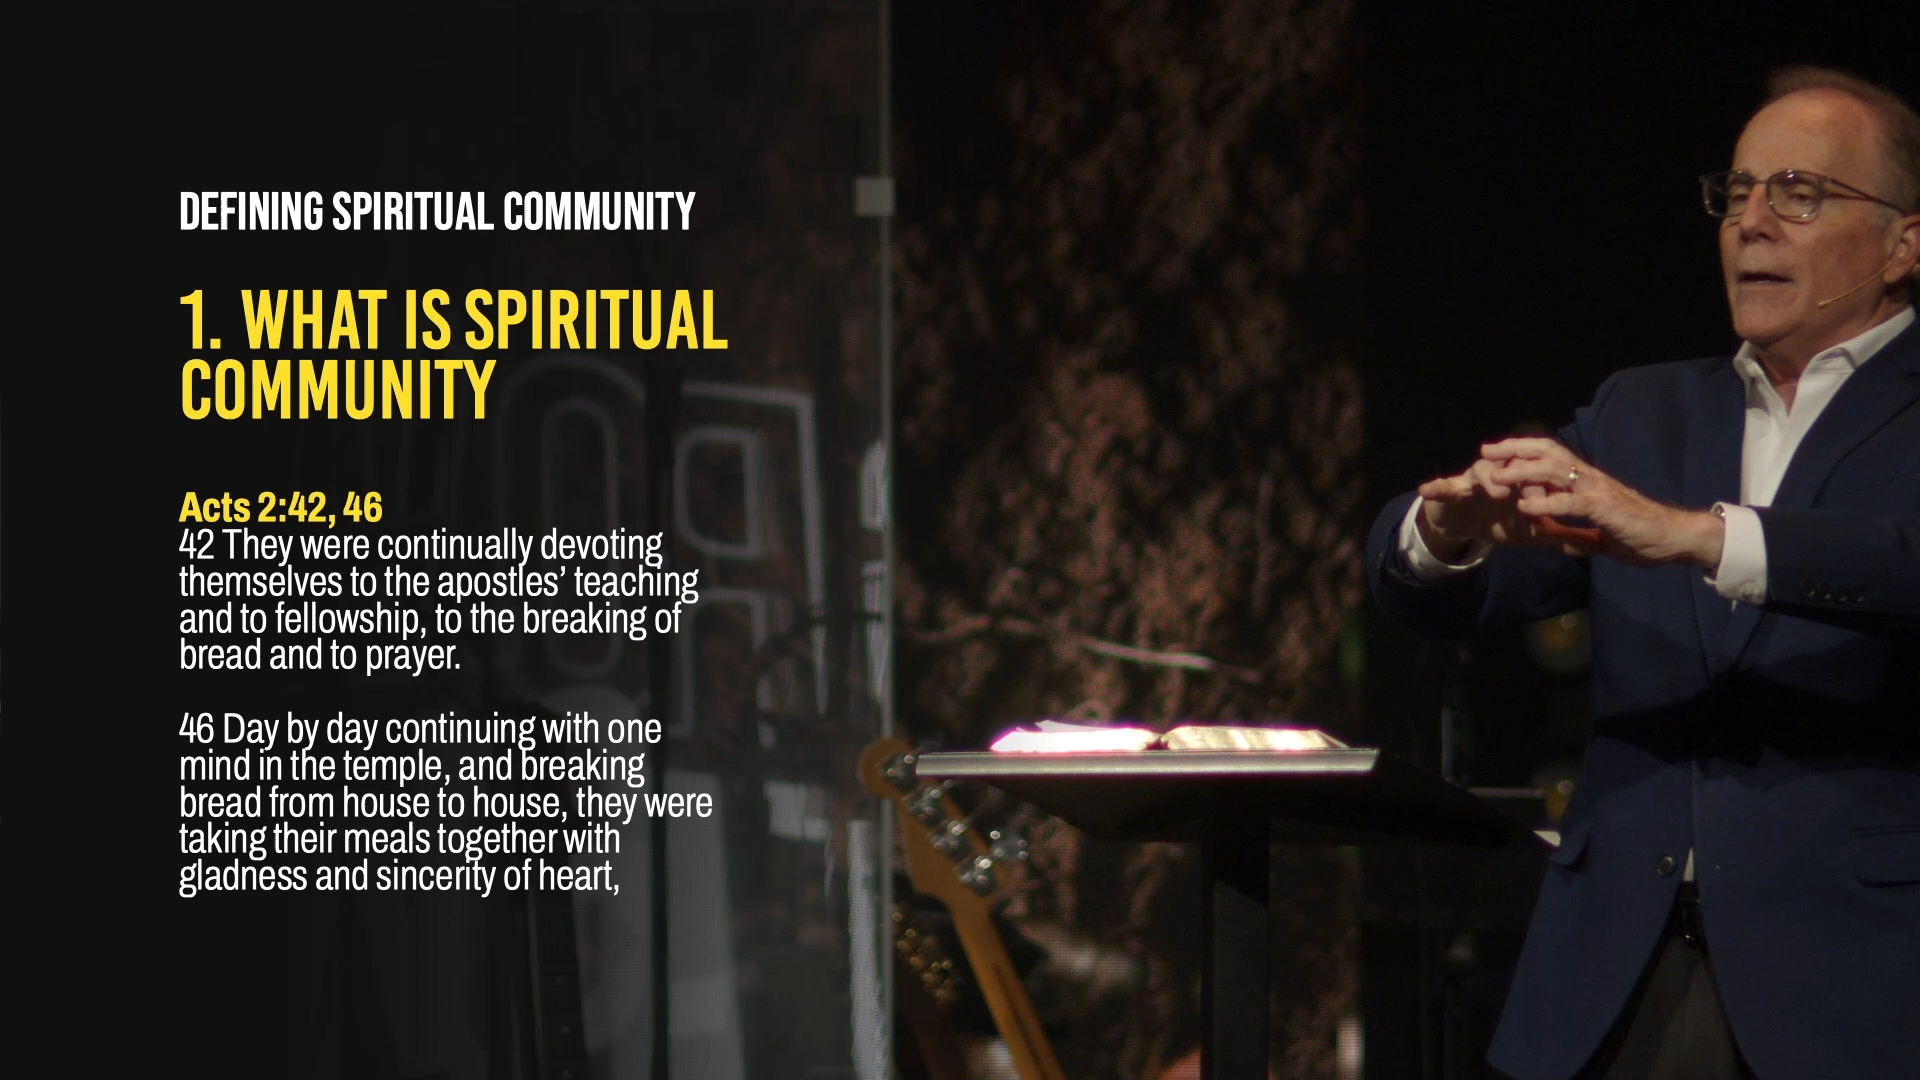 DEFINING SPIRITUAL COMMUNITY
1. WHAT IS SPIRITUAL
COMMUNITY
Acts 2:42, 46
42 They were continually devoting
themselves to the apostles’ teaching
and to fellowship, to the breaking of
bread and to prayer.
46 Day by day continuing with one
mind in the temple, and breaking
bread from house to house, they were
taking their meals together with
gladness and sincerity of heart,